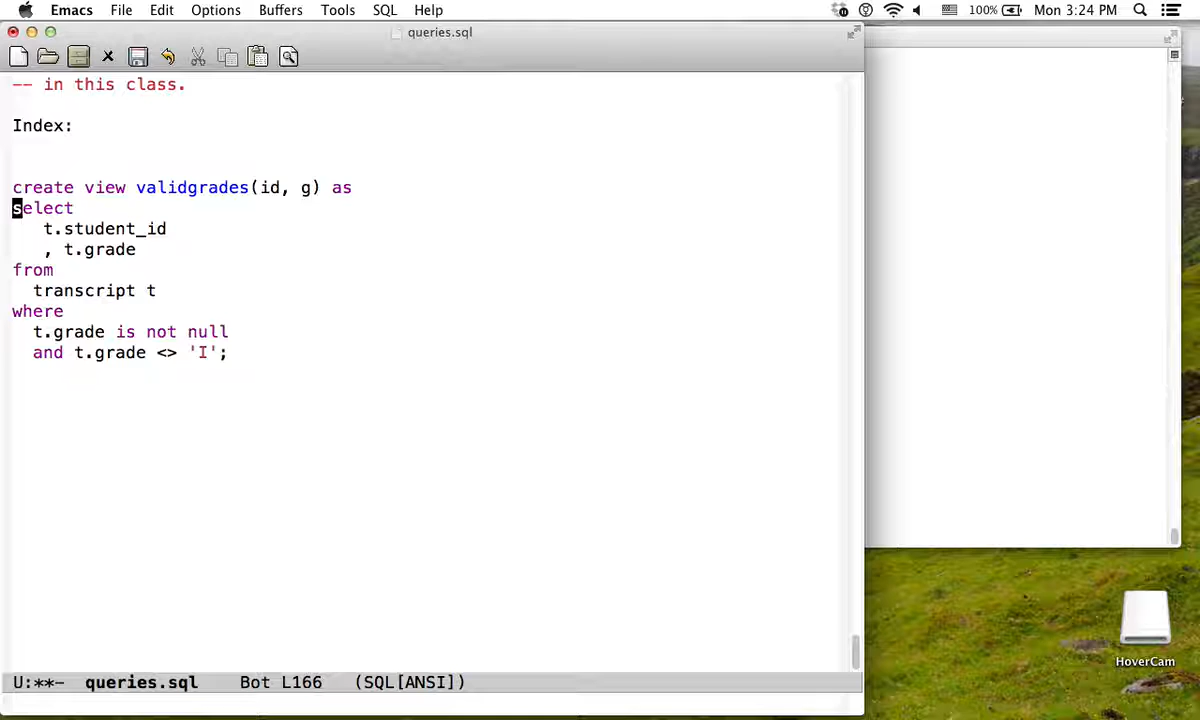 Emacs File Edit Options Buffers Tools SQL Help 100% Mon 3:24 PM
queries.sql
-- in this class.
Index:
create view validgrades(id, g) as
select
t.student_id
, t.grade
from
transcript t
where
t.grade is not null
and t.grade <> 'I';
HoverCam
U:**- queries.sql Bot L166 (SQL[ANSI])